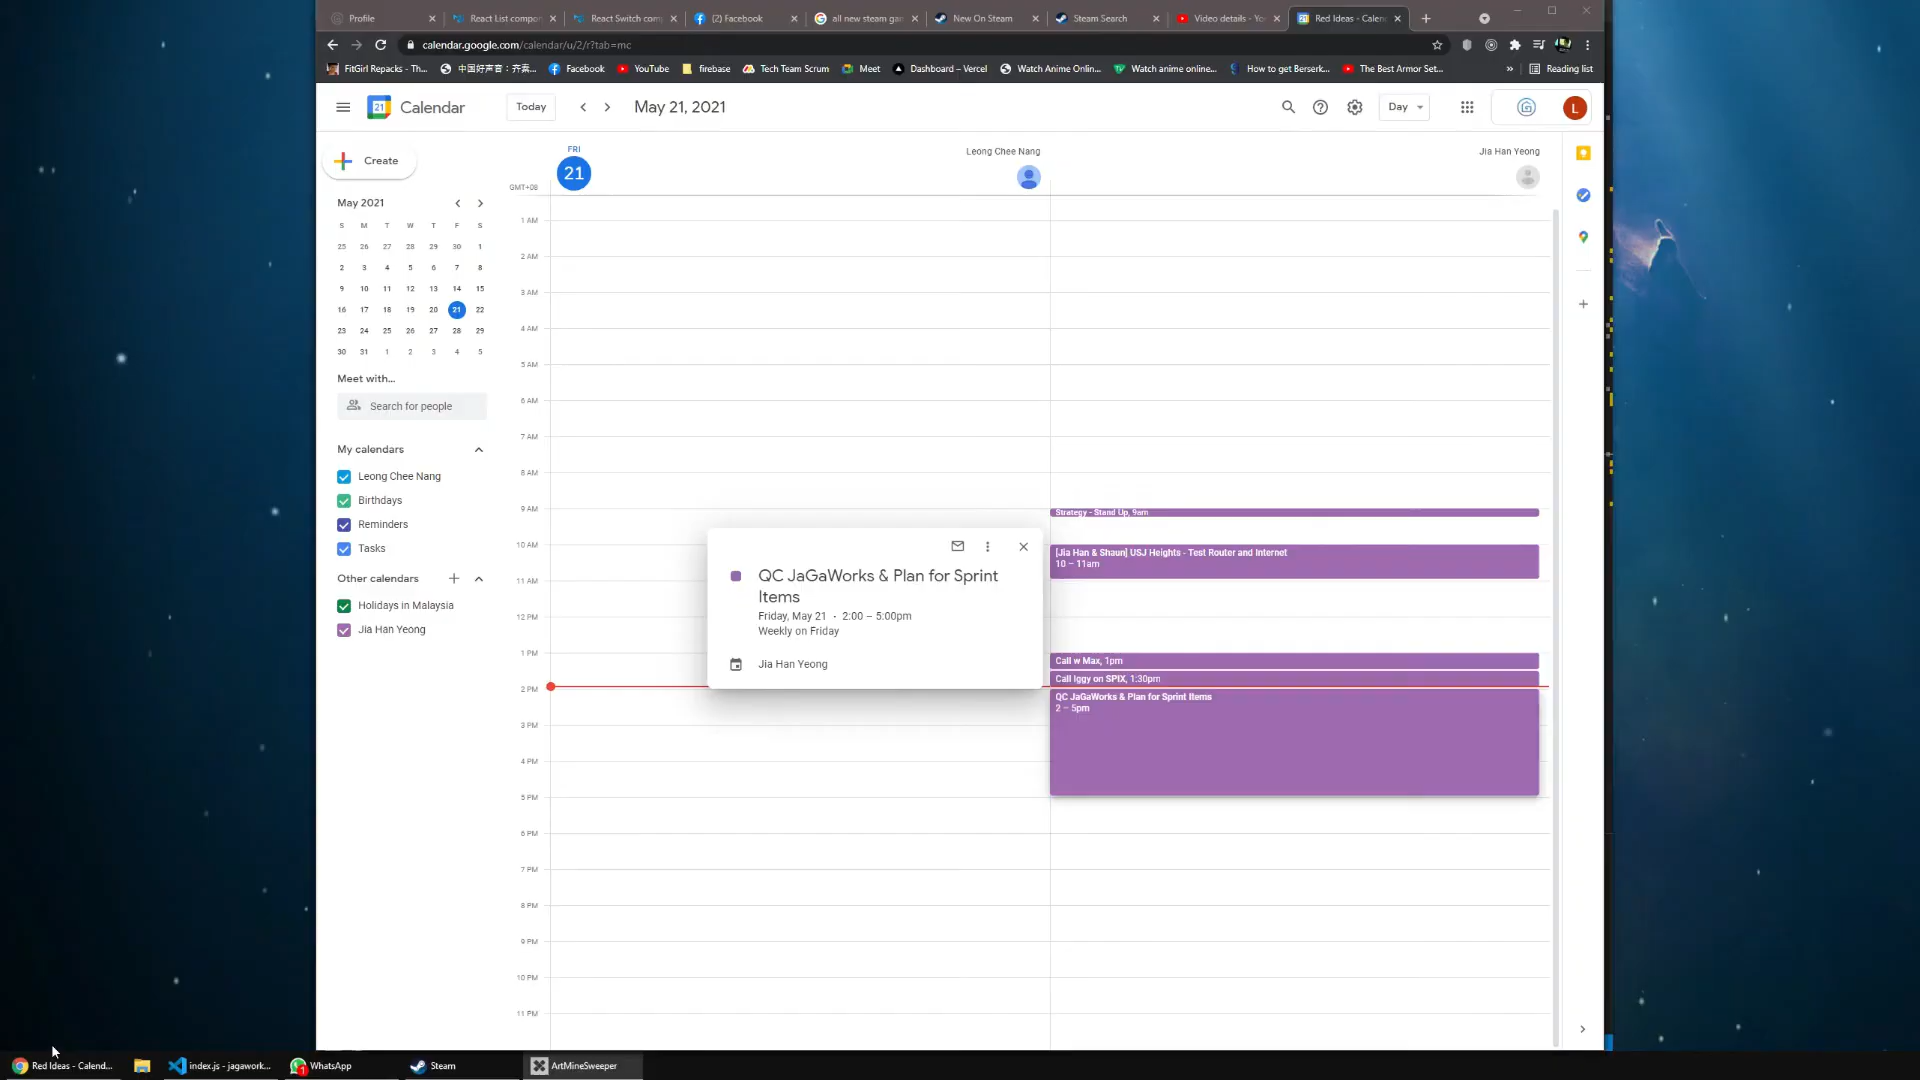 Profile
React List compon
React Switch com
(2) Facebook
all new steam gam
New On Steam
Steam Search
Video details - Yo
Red Ideas - Calen
calendar.google.com/calendar/u/2/r?tab=mc
FitGirl Repacks - Th...
中国好声音：齐豪...
Facebook
YouTube
firebase
Tech Team Scrum
Meet
Dashboard – Vercel
Watch Anime Onlin...
Watch anime online...
How to get Berserk...
The Best Armor Set...
»
Reading list
21
Calendar
Today
May 21, 2021
Day
L
Create
FRI
21
GMT+08
Leong Chee Nang
Jia Han Yeong
May 2021
S M T W T F S
25 26 27 28 29 30 1
2 3 4 5 6 7 8
9 10 11 12 13 14 15
16 17 18 19 20 21 22
23 24 25 26 27 28 29
30 31 1 2 3 4 5
Meet with...
Search for people
My calendars
Leong Chee Nang
Birthdays
Reminders
Tasks
Other calendars
Holidays in Malaysia
Jia Han Yeong
1 AM
2 AM
3 AM
4 AM
5 AM
6 AM
7 AM
8 AM
9 AM
10 AM
11 AM
12 PM
1 PM
2 PM
3 PM
4 PM
5 PM
6 PM
7 PM
8 PM
9 PM
10 PM
11 PM
Strategy - Stand Up, 9am
[Jia Han & Shaun] USJ Heights - Test Router and Internet
10 – 11am
Call w Max, 1pm
Call Iggy on SPIX, 1:30pm
QC JaGaWorks & Plan for Sprint Items
2 – 5pm
QC JaGaWorks & Plan for Sprint
Items
Friday, May 21 · 2:00 – 5:00pm
Weekly on Friday
Jia Han Yeong
Red Ideas - Calend...
index.js - jagawork...
1
WhatsApp
Steam
ArtMineSweeper